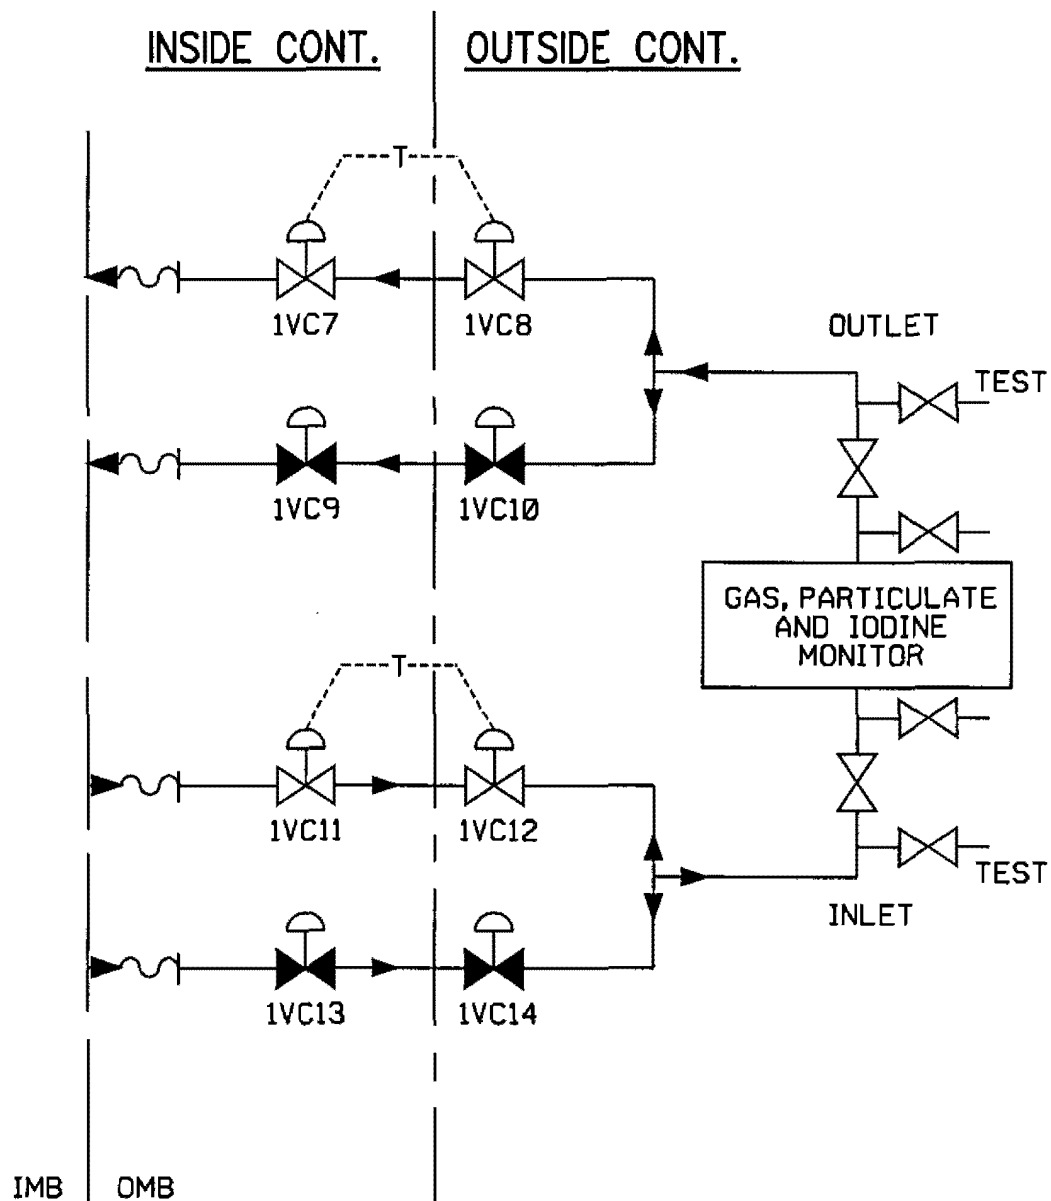 INSIDE CONT.
OUTSIDE CONT.
T
1VC7
1VC8
OUTLET
TEST
1VC9
1VC10
GAS, PARTICULATE
AND IODINE
MONITOR
T
1VC11
1VC12
TEST
INLET
1VC13
1VC14
IMB
OMB